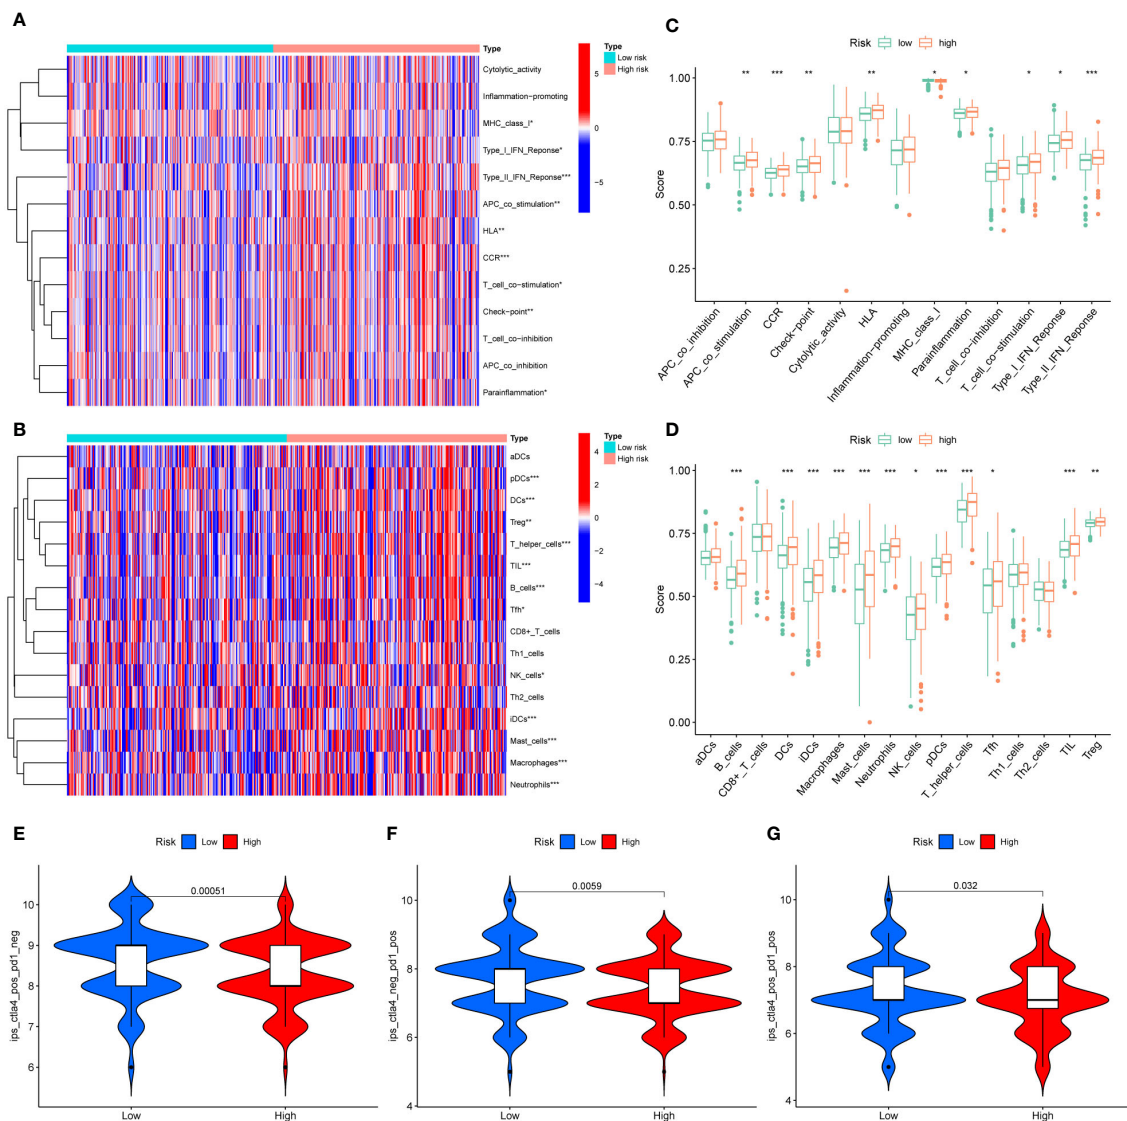 A
Type
Cytolytic_activity
Inflammation−promoting
MHC_class_I*
Type_I_IFN_Reponse*
Type_II_IFN_Reponse***
APC_co_stimulation**
HLA**
CCR***
T_cell_co−stimulation*
Check−point**
T_cell_co−inhibition
APC_co_inhibition
Parainflammation*
5
0
−5
Type
Low risk
High risk
B
Type
aDCs
pDCs***
DCs***
Treg**
T_helper_cells***
TIL***
B_cells***
Tfh*
CD8+_T_cells
Th1_cells
NK_cells*
Th2_cells
iDCs***
Mast_cells***
Macrophages***
Neutrophils***
4
2
0
−2
−4
Type
Low risk
High risk
C
Risk low high
** *** ** ** * * * * ***
Score
1.00
0.75
0.50
0.25
APC_co_inhibition
APC_co_stimulation
CCR
Check−point
Cytolytic_activity
HLA
Inflammation−promoting
MHC_class_I
Parainflammation
T_cell_co−inhibition
T_cell_co−stimulation
Type_I_IFN_Reponse
Type_II_IFN_Reponse
D
Risk low high
*** *** *** *** *** *** * *** *** * *** **
Score
1.00
0.75
0.50
0.25
0.00
aDCs
B_cells
CD8+_T_cells
DCs
iDCs
Macrophages
Mast_cells
Neutrophils
NK_cells
pDCs
T_helper_cells
Tfh
Th1_cells
Th2_cells
TIL
Treg
E
Risk Low High
0.00051
ips_ctla4_pos_pd1_neg
10
9
8
7
6
Low High
F
Risk Low High
0.0059
ips_ctla4_neg_pd1_pos
10
8
6
4
Low High
G
Risk Low High
0.032
ips_ctla4_pos_pd1_pos
10
8
6
4
Low High